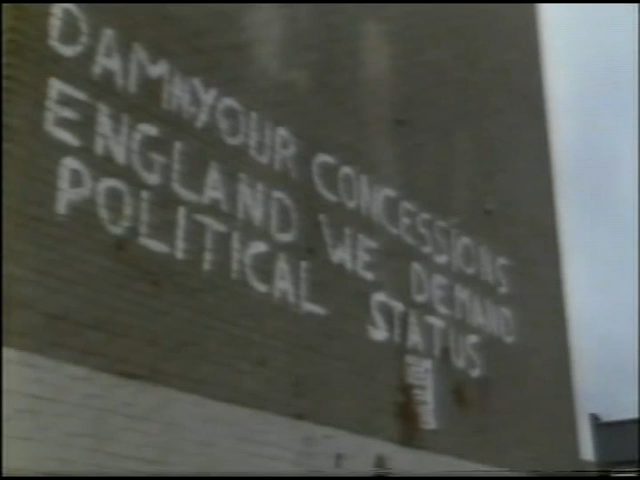 DAMN YOUR CONCESSIONS
ENGLAND WE DEMAND
POLITICAL STATUS